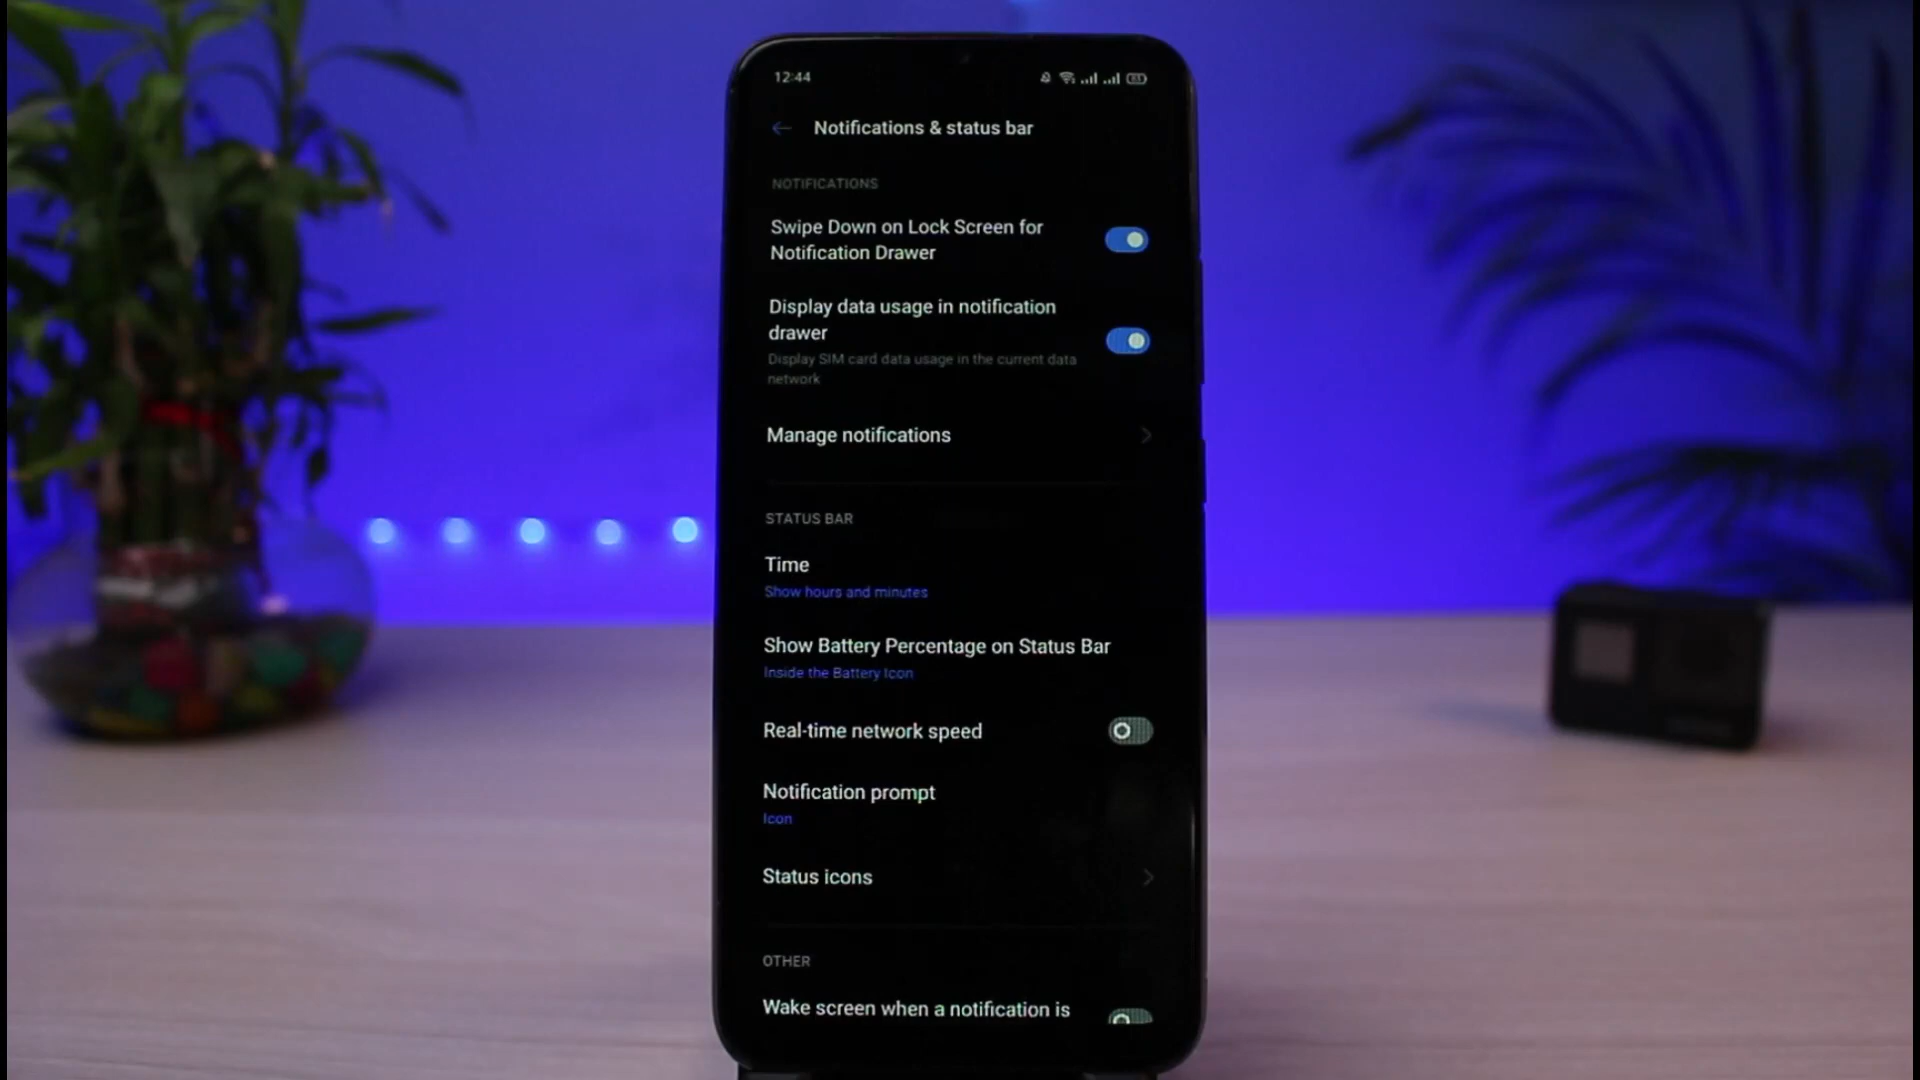 12:44
Notifications & status bar
NOTIFICATIONS
Swipe Down on Lock Screen for
Notification Drawer
Display data usage in notification
drawer
Display SIM card data usage in the current data
network
Manage notifications
STATUS BAR
Time
Show hours and minutes
Show Battery Percentage on Status Bar
Inside the Battery Icon
Real-time network speed
Notification prompt
Icon
Status icons
OTHER
Wake screen when a notification is